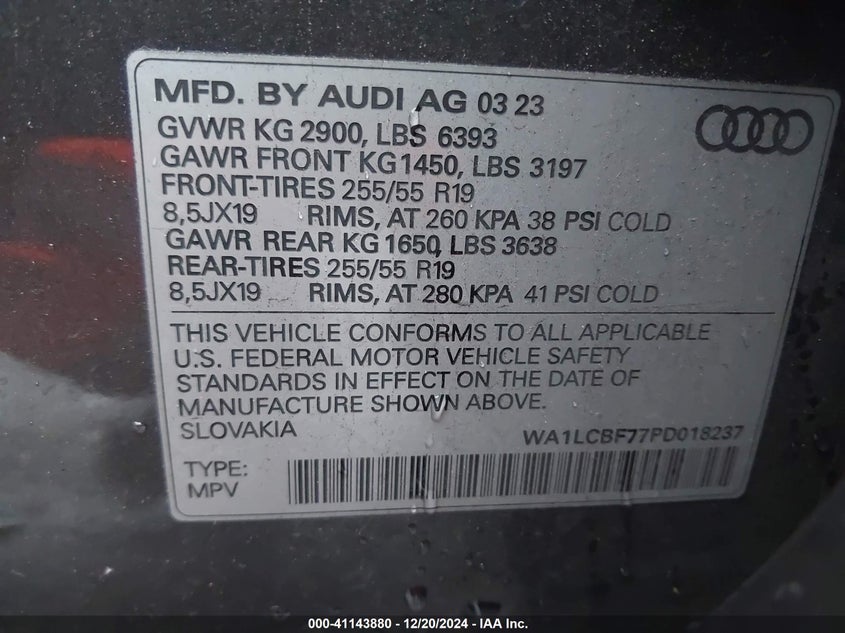 MFD. BY AUDI AG 03 23
GVWR KG 2900, LBS 6393
GAWR FRONT KG1450, LBS 3197
FRONT-TIRES 255/55 R19
8,5JX19 RIMS, AT 260 KPA 38 PSI COLD
GAWR REAR KG 1650, LBS 3638
REAR-TIRES 255/55 R19
8,5JX19 RIMS, AT 280 KPA 41 PSI COLD
THIS VEHICLE CONFORMS TO ALL APPLICABLE
U.S. FEDERAL MOTOR VEHICLE SAFETY
STANDARDS IN EFFECT ON THE DATE OF
MANUFACTURE SHOWN ABOVE.
SLOVAKIA WA1LCBF77PD018237
TYPE:
MPV
000-41143880 - 12/20/2024 - IAA Inc.